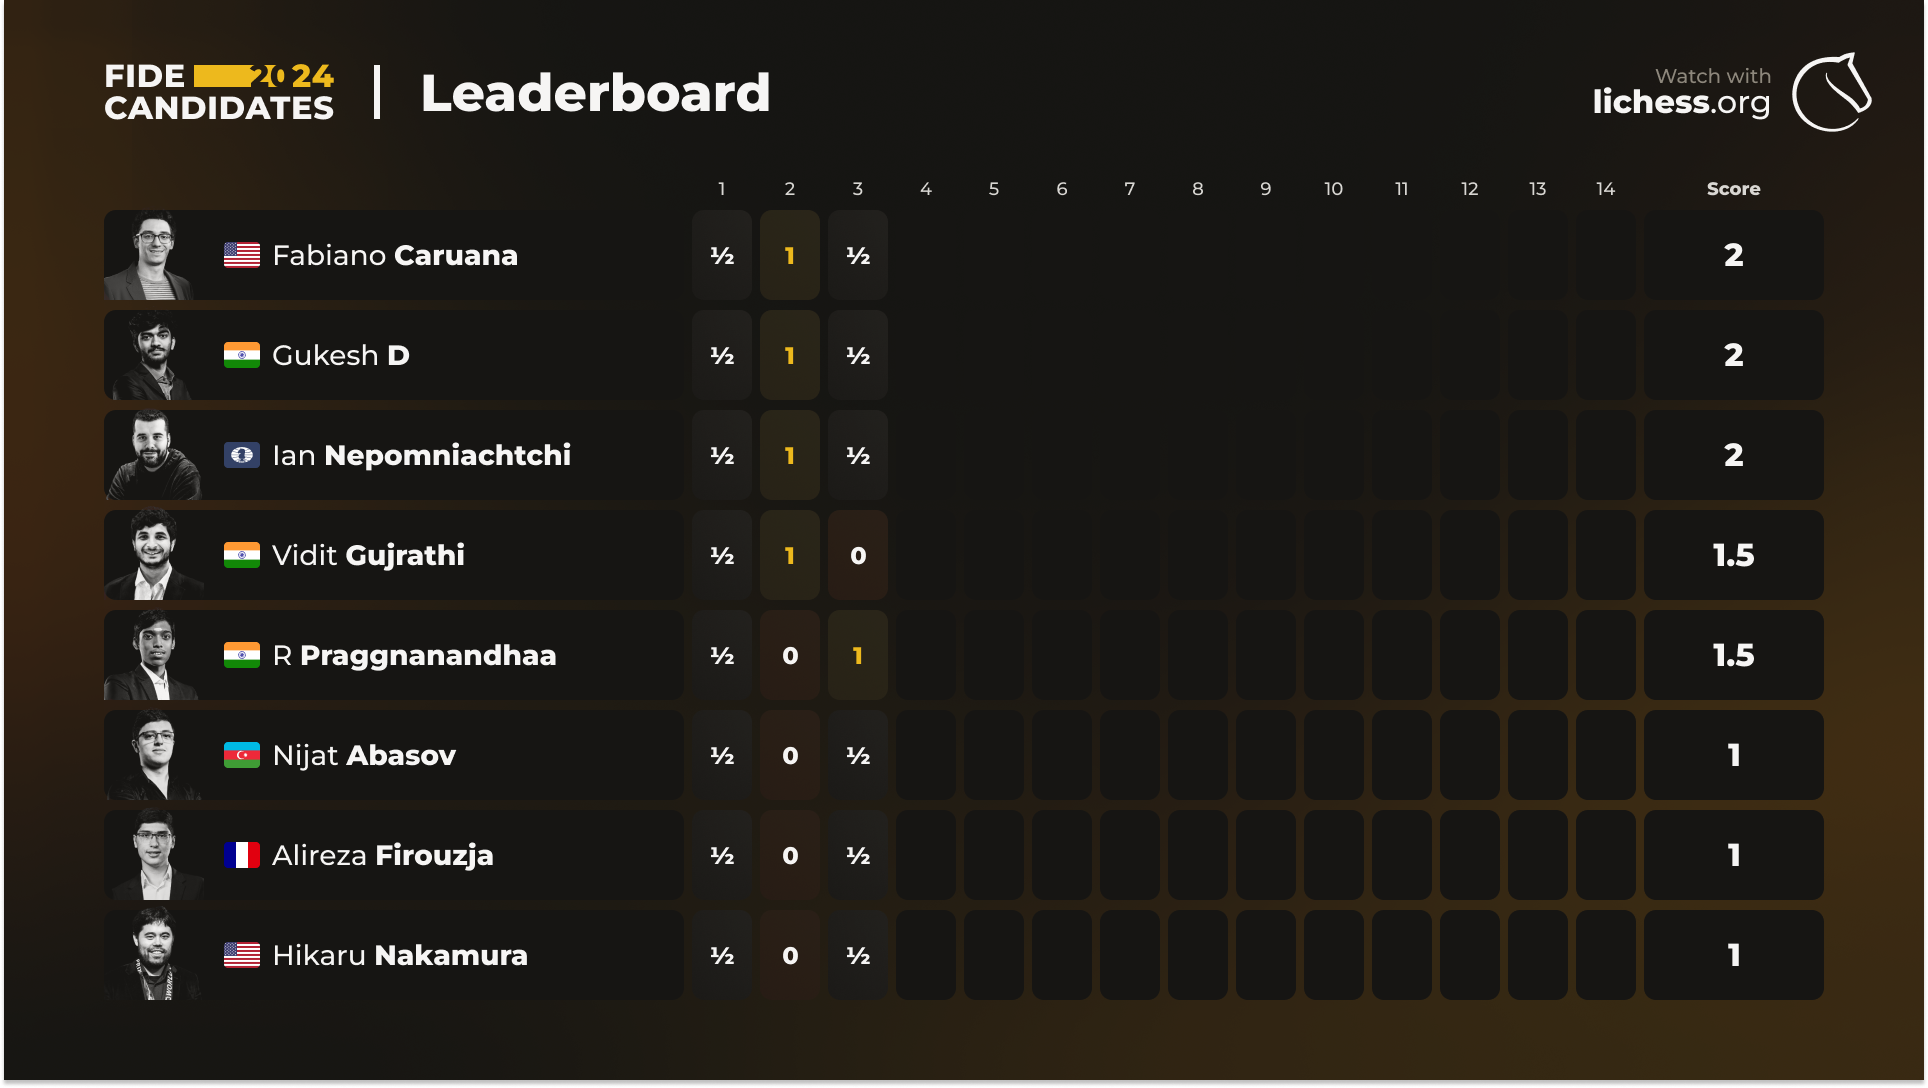 FIDE 2024
CANDIDATES
Leaderboard
Watch with
lichess.org
1 2 3 4 5 6 7 8 9 10 11 12 13 14 Score
Fabiano Caruana ½ 1 ½ 2
Gukesh D ½ 1 ½ 2
Ian Nepomniachtchi ½ 1 ½ 2
Vidit Gujrathi ½ 1 0 1.5
R Praggnanandhaa ½ 0 1 1.5
Nijat Abasov ½ 0 ½ 1
Alireza Firouzja ½ 0 ½ 1
Hikaru Nakamura ½ 0 ½ 1